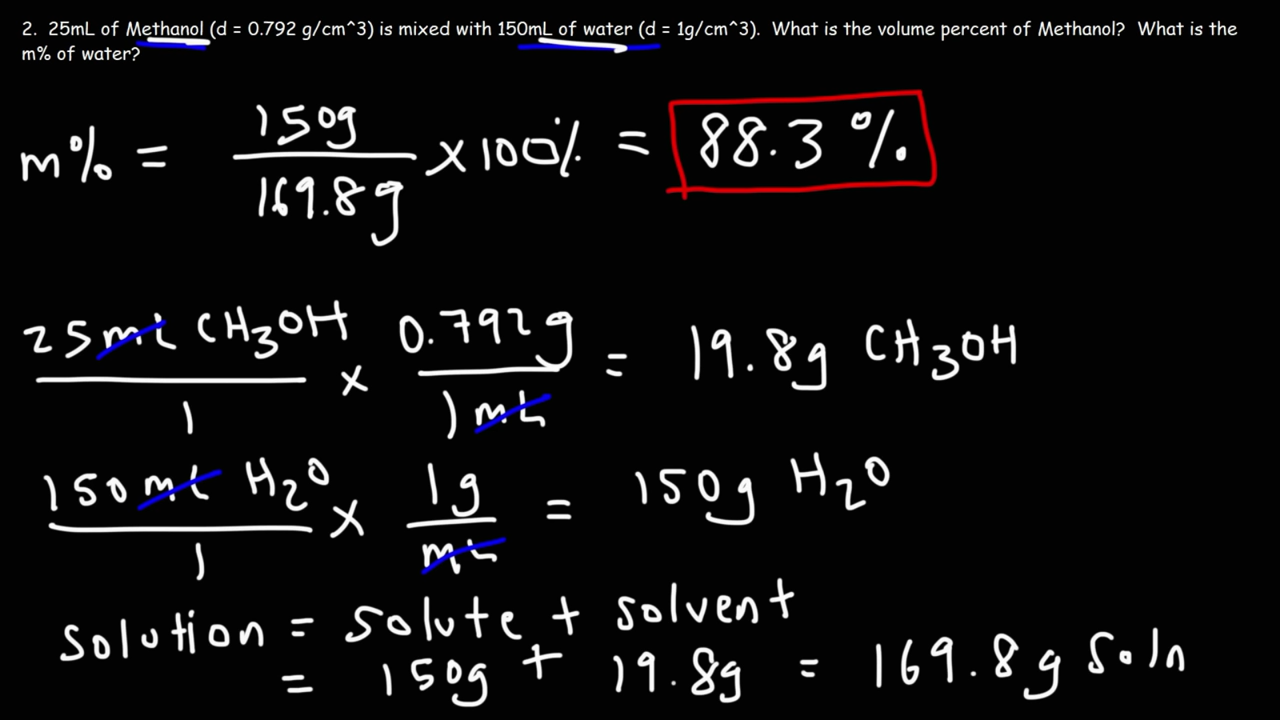 2. 25mL of Methanol (d = 0.792 g/cm^3) is mixed with 150mL of water (d = 1g/cm^3). What is the volume percent of Methanol? What is the
m% of water?
m% = 150g / 169.8g × 100% = 88.3 %
25mL CH3OH / 1 × 0.792g / 1mL = 19.8g CH3OH
150mL H2O / 1 × 1g / mL = 150g H2O
Solution = Solute + Solvent
= 150g + 19.8g = 169.8g Soln